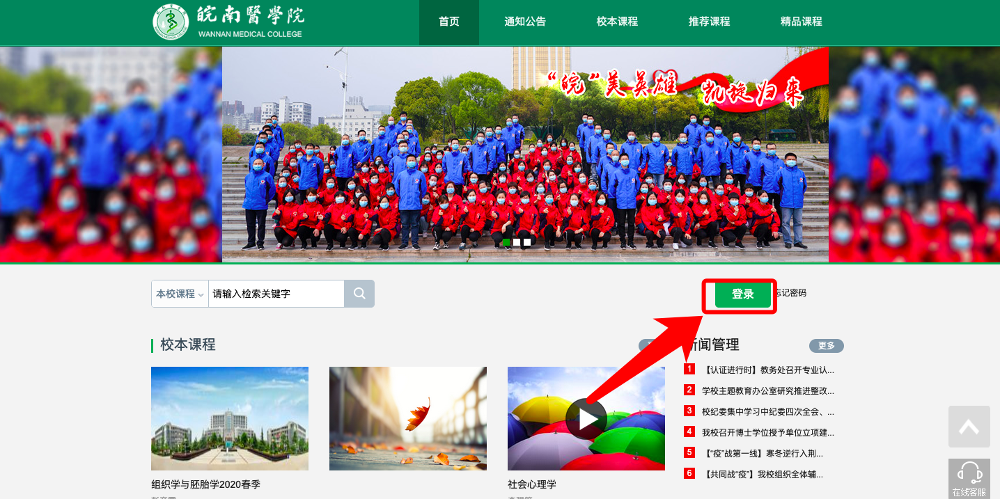 皖南醫學院
WANNAN MEDICAL COLLEGE
首页 通知公告 校本课程 推荐课程 精品课程
“皖”美英雄 凯旋归来
本校课程 请输入检索关键字 登录 忘记密码
校本课程
新闻管理 更多
1 【认证进行时】教务处召开专业认...
2 学校主题教育办公室研究推进整改...
3 校纪委集中学习中纪委四次全会、...
4 我校召开博士学位授予单位立项建...
5 【“疫”战第一线】寒冬逆行入荆...
6 【共同战“疫”】我校组织全体辅...
组织学与胚胎学2020春季
社会心理学
在线客服